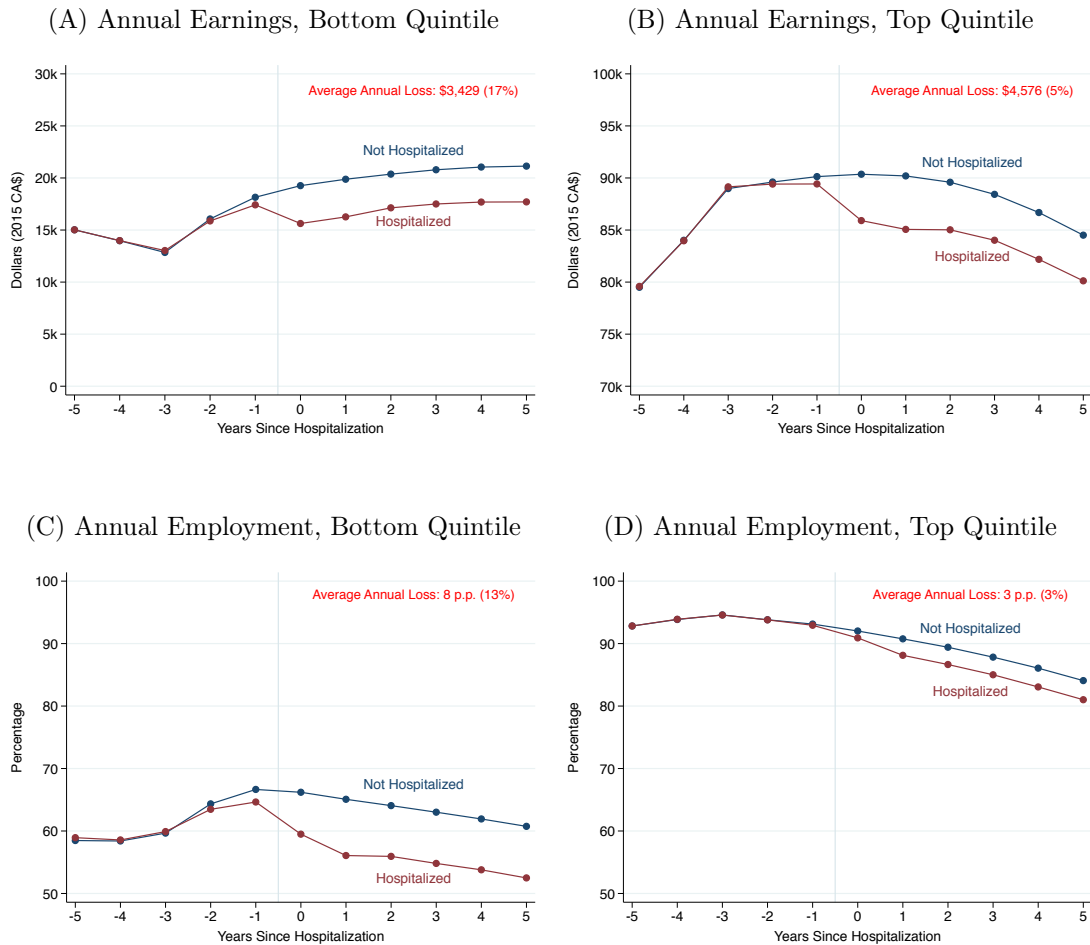 (A) Annual Earnings, Bottom Quintile
30k
25k
20k
15k
10k
5k
0
Dollars (2015 CA$)
Average Annual Loss: $3,429 (17%)
Not Hospitalized
Hospitalized
-5 -4 -3 -2 -1 0 1 2 3 4 5
Years Since Hospitalization
(B) Annual Earnings, Top Quintile
100k
95k
90k
85k
80k
75k
70k
Dollars (2015 CA$)
Average Annual Loss: $4,576 (5%)
Not Hospitalized
Hospitalized
-5 -4 -3 -2 -1 0 1 2 3 4 5
Years Since Hospitalization
(C) Annual Employment, Bottom Quintile
100
90
80
70
60
50
Percentage
Average Annual Loss: 8 p.p. (13%)
Not Hospitalized
Hospitalized
-5 -4 -3 -2 -1 0 1 2 3 4 5
Years Since Hospitalization
(D) Annual Employment, Top Quintile
100
90
80
70
60
50
Percentage
Average Annual Loss: 3 p.p. (3%)
Not Hospitalized
Hospitalized
-5 -4 -3 -2 -1 0 1 2 3 4 5
Years Since Hospitalization